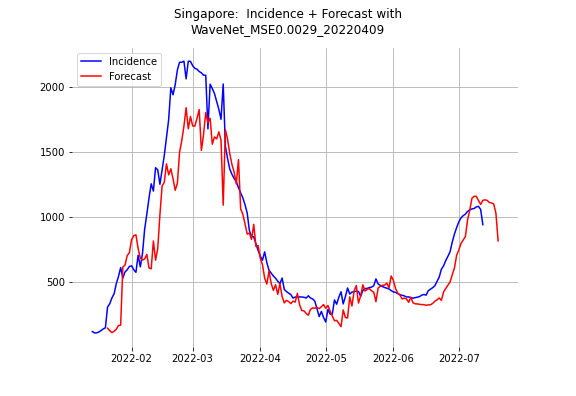 Singapore:  Incidence + Forecast with
WaveNet_MSE0.0029_20220409
Incidence
Forecast
2000
1500
1000
500
2022-02
2022-03
2022-04
2022-05
2022-06
2022-07